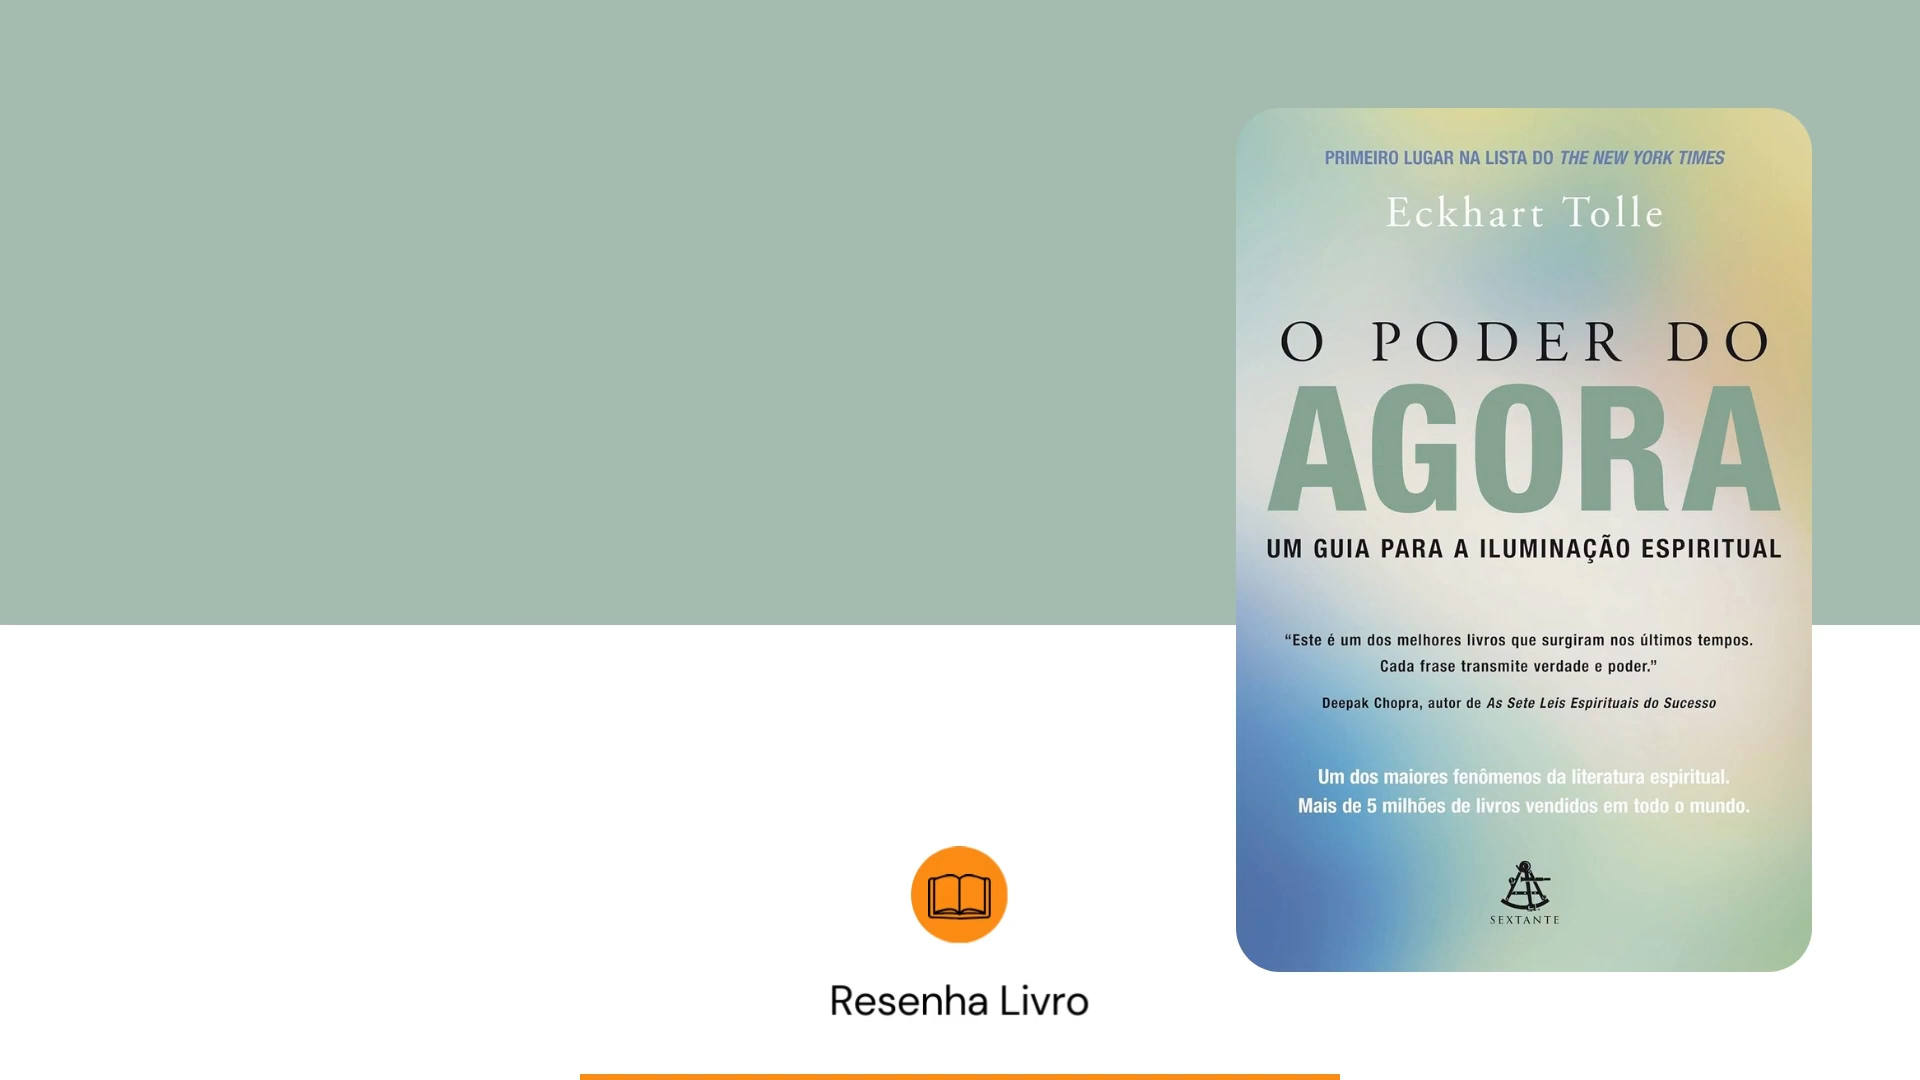 PRIMEIRO LUGAR NA LISTA DO THE NEW YORK TIMES
Eckhart Tolle
O PODER DO
AGORA
UM GUIA PARA A ILUMINAÇÃO ESPIRITUAL
“Este é um dos melhores livros que surgiram nos últimos tempos.
Cada frase transmite verdade e poder.”
Deepak Chopra, autor de As Sete Leis Espirituais do Sucesso
Um dos maiores fenômenos da literatura espiritual.
Mais de 5 milhões de livros vendidos em todo o mundo.
SEXTANTE
Resenha Livro